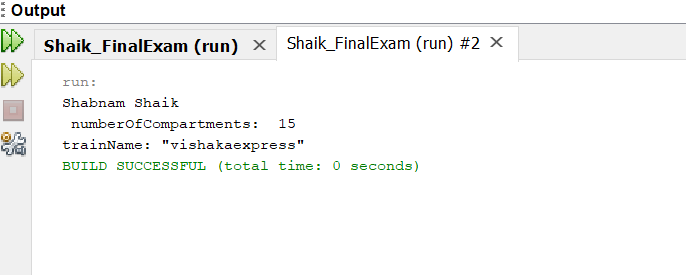 Output
Shaik_FinalExam (run)
Shaik_FinalExam (run) #2
run:
Shabnam Shaik
 numberOfCompartments:  15
trainName: "vishakaexpress"
BUILD SUCCESSFUL (total time: 0 seconds)